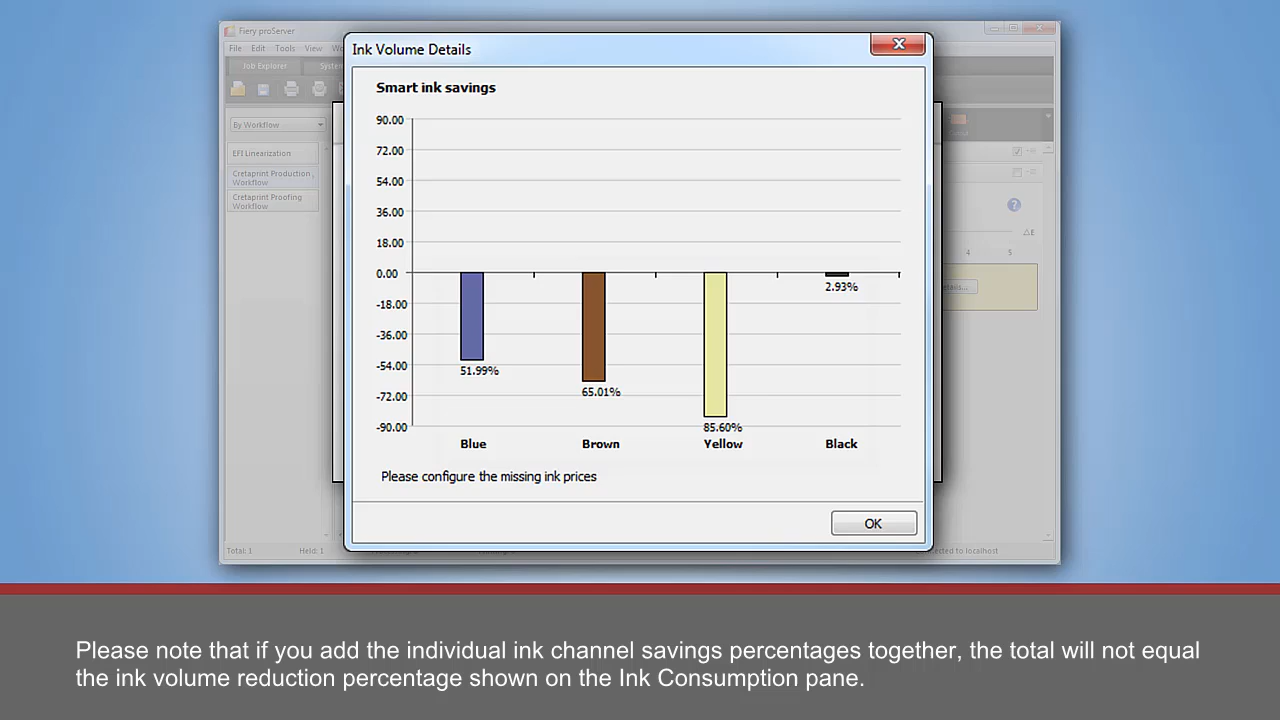 Fiery proServer
File Edit Tools View
Job Explorer
By Workflow
EFI Linearization
Cretaprint Production
Workflow
Cretaprint Proofing
Workflow
Total: 1 Held: 1
to localhost
ΔE
4 5
Ink Volume Details
Smart ink savings
90.00
72.00
54.00
36.00
18.00
0.00
-18.00
-36.00
-54.00
-72.00
-90.00
2.93%
51.99%
65.01%
85.60%
Blue Brown Yellow Black
Please configure the missing ink prices
OK
Please note that if you add the individual ink channel savings percentages together, the total will not equal
the ink volume reduction percentage shown on the Ink Consumption pane.